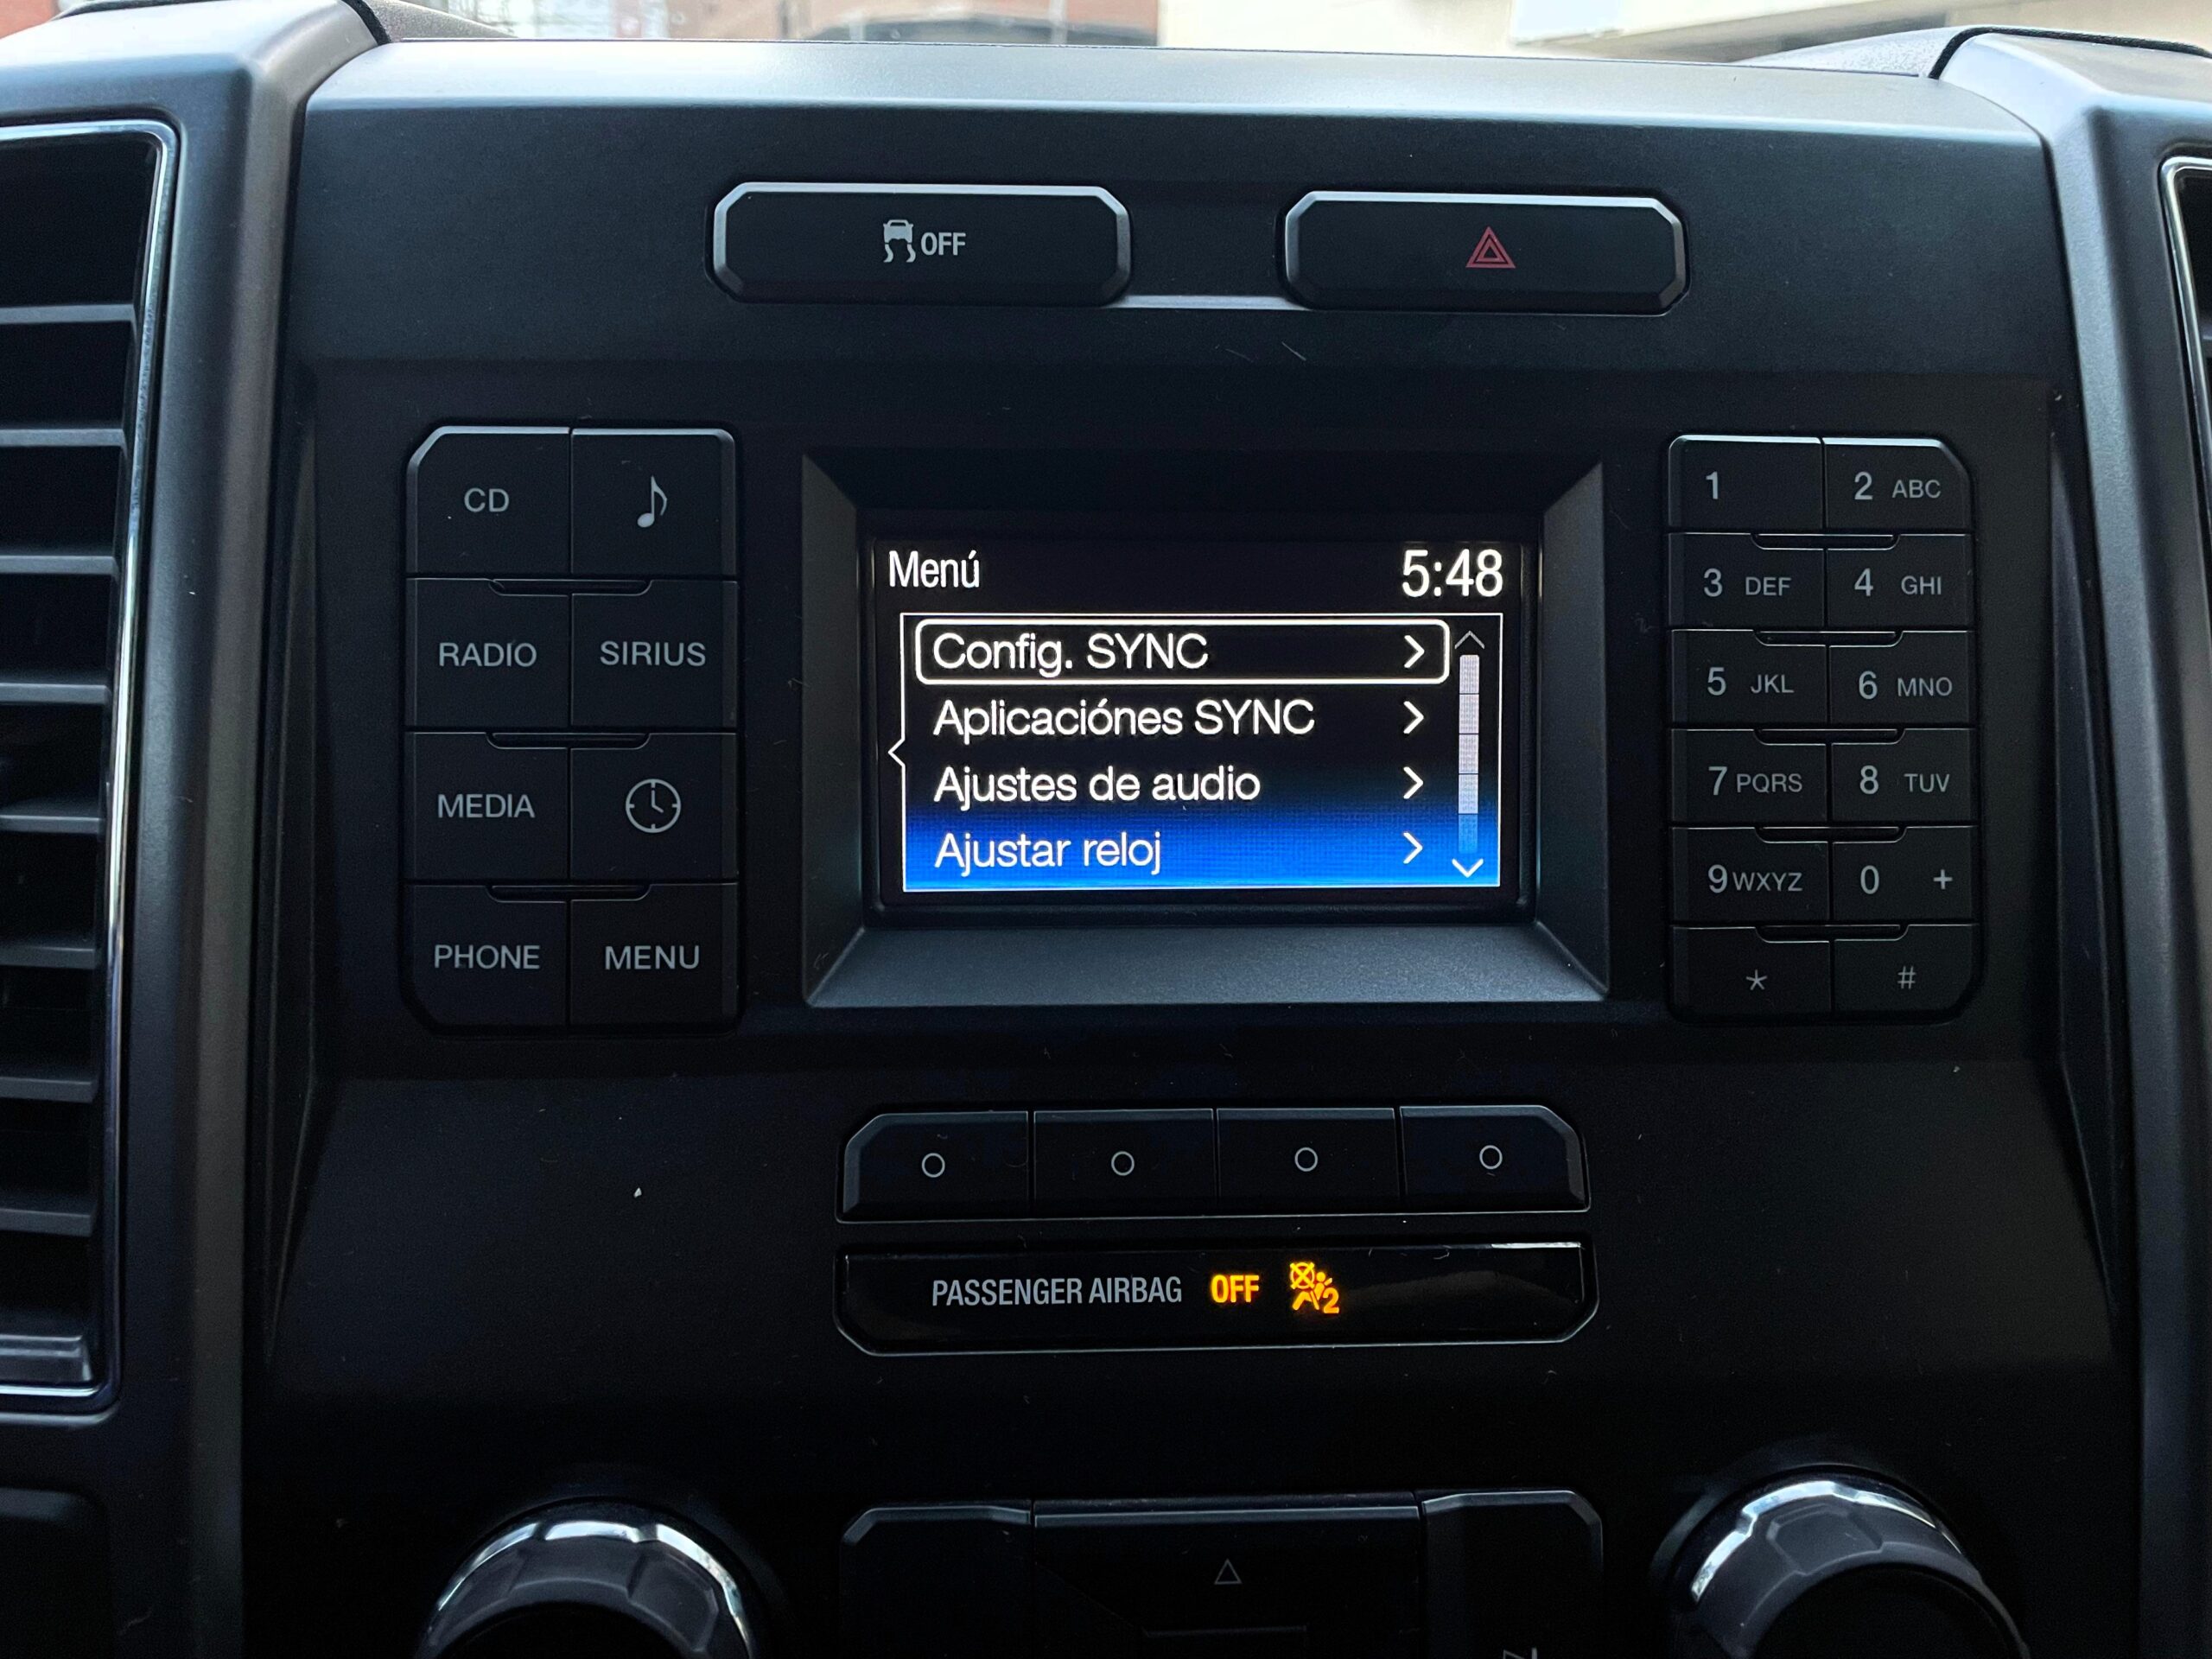 OFF
CD
RADIO SIRIUS
MEDIA
PHONE MENU
Menú 5:48
Config. SYNC
Aplicaciónes SYNC
Ajustes de audio
Ajustar reloj
1 2 ABC
3 DEF 4 GHI
5 JKL 6 MNO
7 PQRS 8 TUV
9 WXYZ 0 +
* #
PASSENGER AIRBAG OFF 2